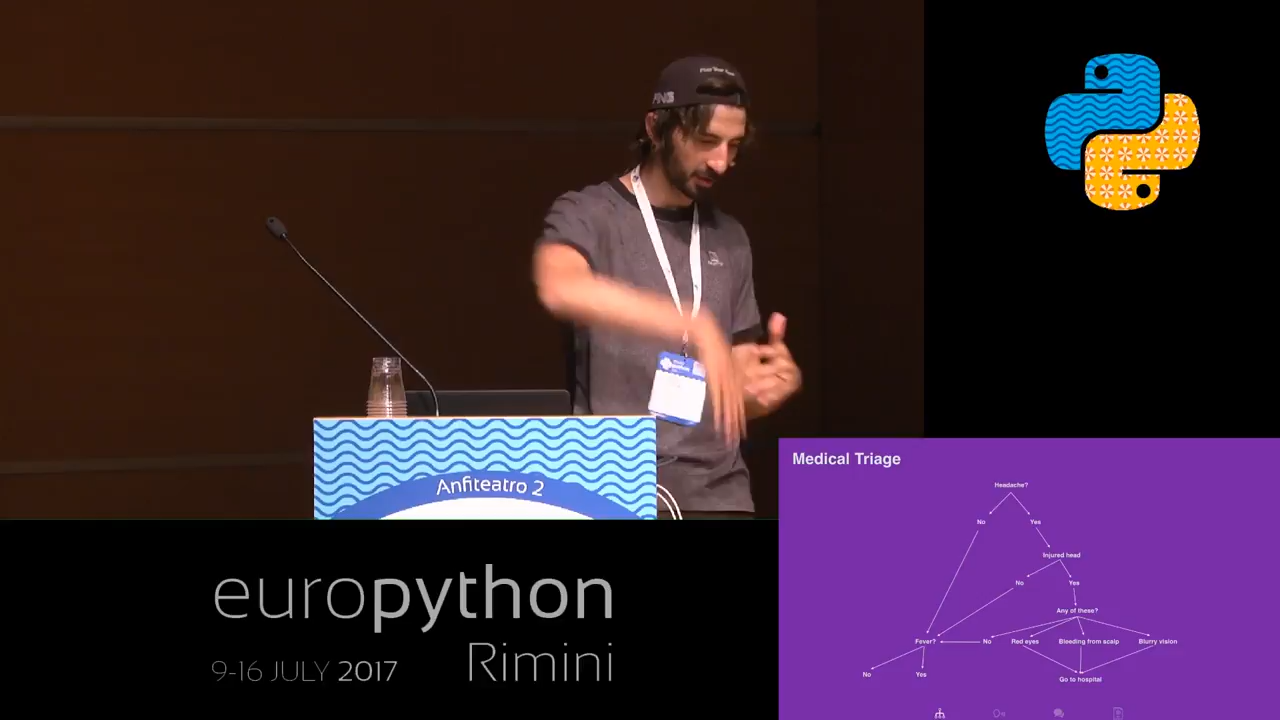 PNG
Anfiteatro 2
europython
9-16 JULY 2017
Rimini
Medical Triage
Headache?
No
Yes
Injured head
No
Yes
Any of these?
Fever?
No
Red eyes
Bleeding from scalp
Blurry vision
No
Yes
Go to hospital